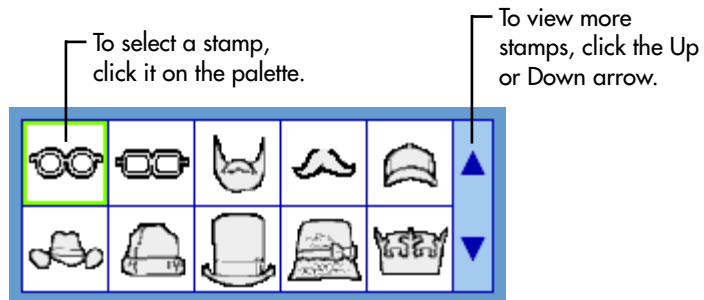 To select a stamp,
click it on the palette.
To view more
stamps, click the Up
or Down arrow.